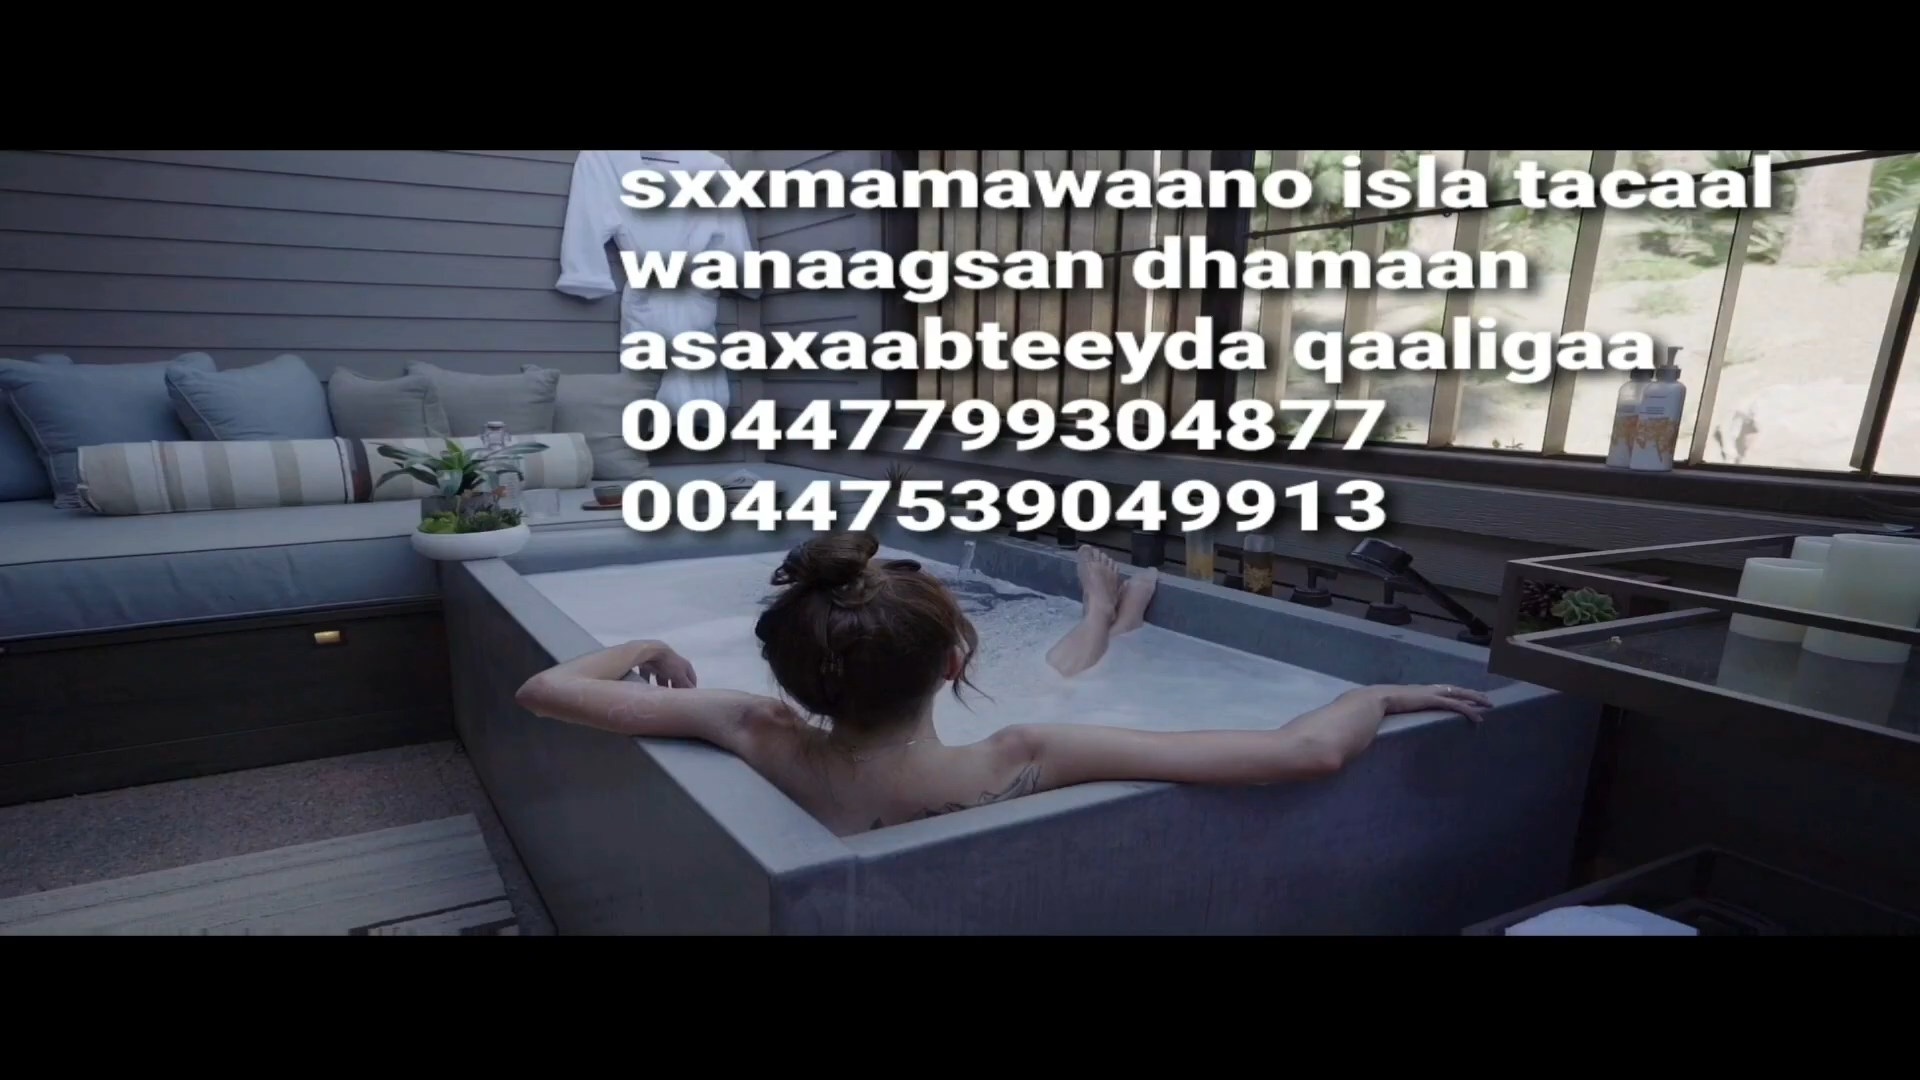 sxxmamawaano isla tacaal
wanaagsan dhamaan
asaxaabteeyda qaaligaa
00447799304877
00447539049913